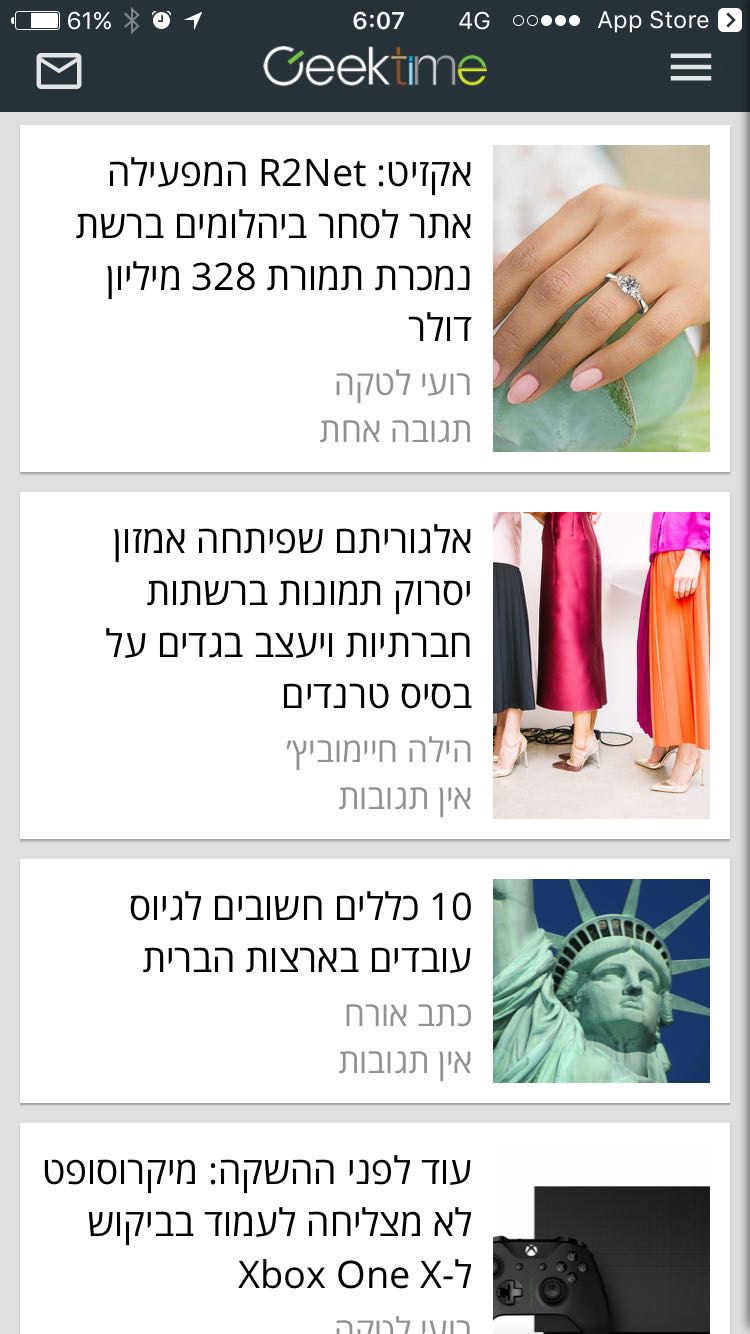 61% 6:07 4G App Store
Geektime
אקזיט: R2Net המפעילה
אתר לסחר ביהלומים ברשת
נמכרת תמורת 328 מיליון
דולר
רועי לטקה
תגובה אחת
אלגוריתם שפיתחה אמזון
יסרוק תמונות ברשתות
חברתיות ויעצב בגדים על
בסיס טרנדים
הילה חיימוביץ׳
אין תגובות
10 כללים חשובים לגיוס
עובדים בארצות הברית
כתב אורח
אין תגובות
עוד לפני ההשקה: מיקרוסופט
לא מצליחה לעמוד בביקוש
ל-Xbox One X
רועי לטקה